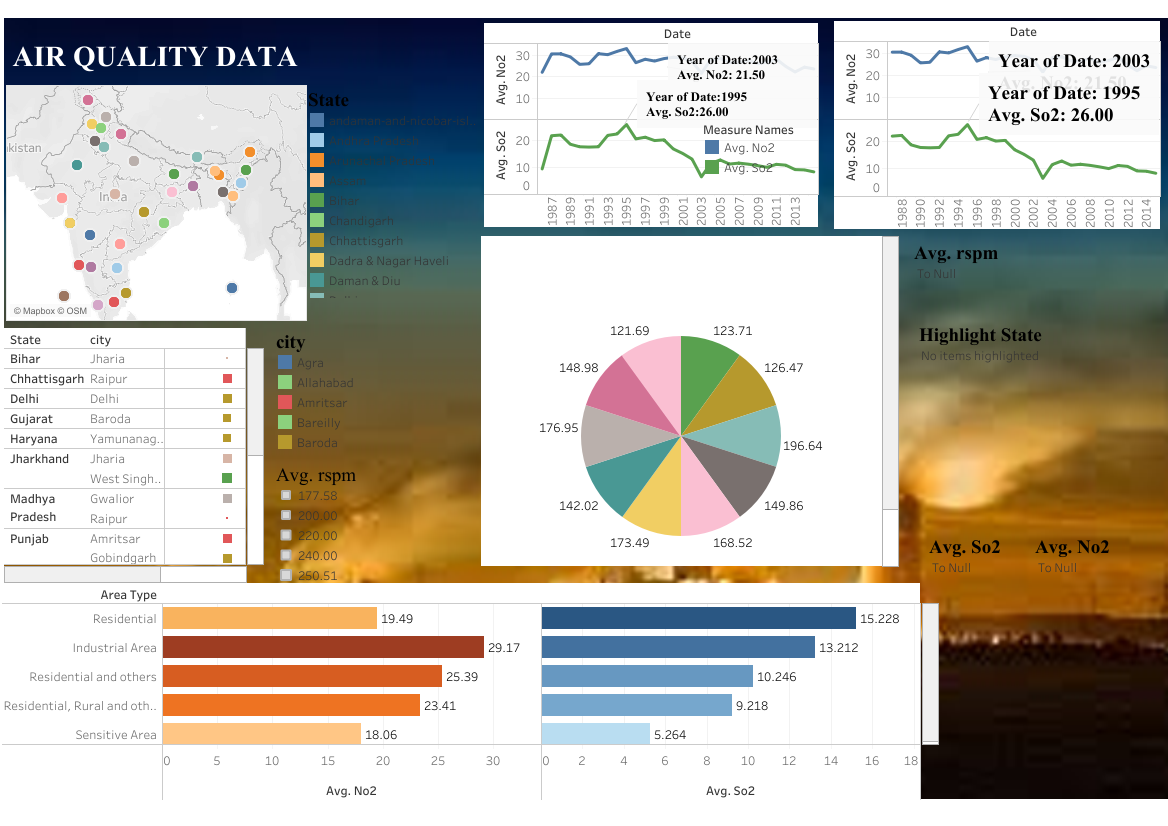 AIR QUALITY DATA
kistan
India
© Mapbox © OSM
State
andaman-and-nicobar-isl..
Andhra Pradesh
Arunachal Pradesh
Assam
Bihar
Chandigarh
Chhattisgarh
Dadra & Nagar Haveli
Daman & Diu
Delhi
Date
Avg. No2
30
20
10
Avg. So2
20
10
0
Year of Date:2003
Avg. No2: 21.50
Year of Date:1995
Avg. So2:26.00
Measure Names
Avg. No2
Avg. So2
1987
1989
1991
1993
1995
1997
1999
2001
2003
2005
2007
2009
2011
2013
Date
Avg. No2
30
20
10
Avg. So2
20
10
0
Year of Date: 2003
Avg. No2: 21.50
Year of Date: 1995
Avg. So2: 26.00
1988
1990
1992
1994
1996
1998
2000
2002
2004
2006
2008
2010
2012
2014
State city
Bihar Jharia
Chhattisgarh Raipur
Delhi Delhi
Gujarat Baroda
Haryana Yamunanag..
Jharkhand Jharia
West Singh..
Madhya Gwalior
Pradesh Raipur
Punjab Amritsar
Gobindgarh
city
Agra
Allahabad
Amritsar
Bareilly
Baroda
Avg. rspm
177.58
200.00
220.00
240.00
250.51
121.69
123.71
148.98
126.47
176.95
196.64
142.02
149.86
173.49
168.52
Avg. rspm
To Null
Highlight State
No items highlighted
Avg. So2 Avg. No2
To Null To Null
Area Type
Residential 19.49 15.228
Industrial Area 29.17 13.212
Residential and others 25.39 10.246
Residential, Rural and oth.. 23.41 9.218
Sensitive Area 18.06 5.264
0 5 10 15 20 25 30 0 2 4 6 8 10 12 14 16 18
Avg. No2 Avg. So2